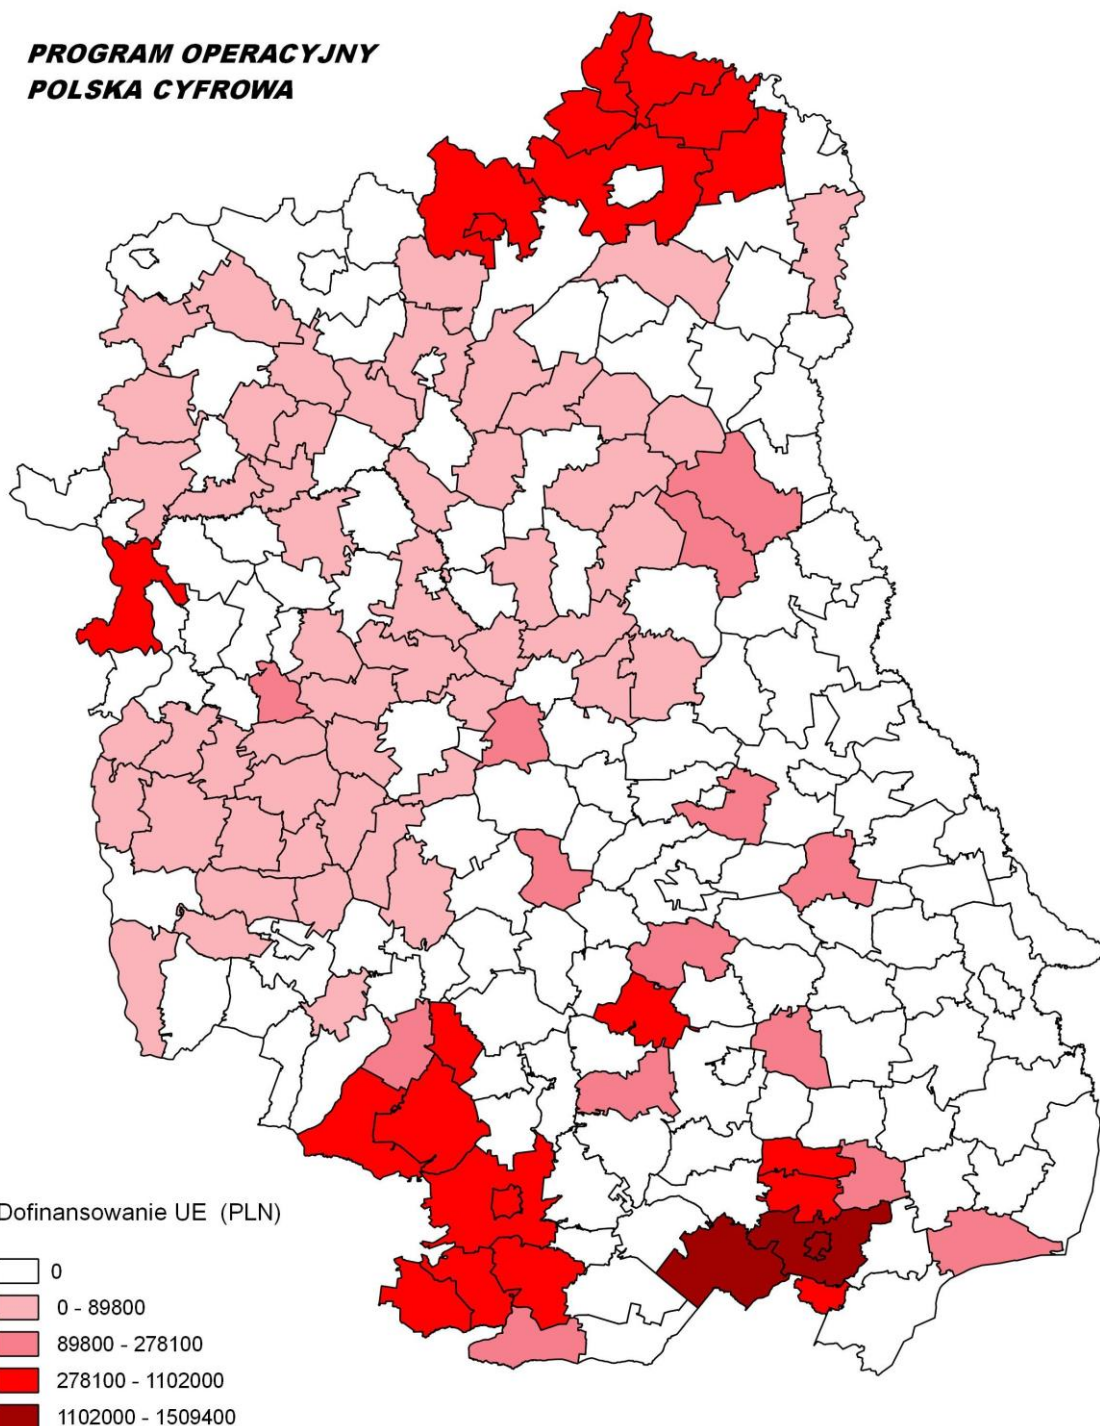 PROGRAM OPERACYJNY
POLSKA CYFROWA
Dofinansowanie UE (PLN)
0
0 - 89800
89800 - 278100
278100 - 1102000
1102000 - 1509400